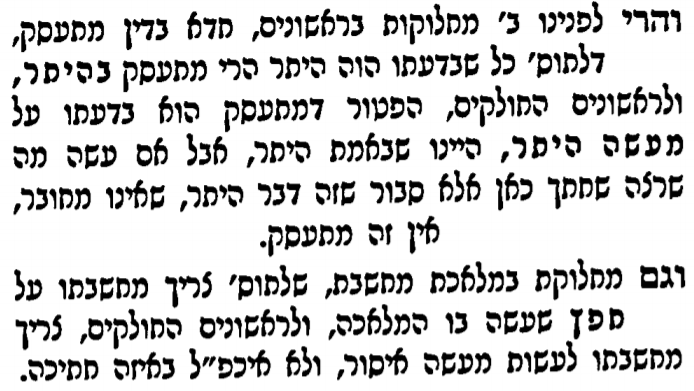 והרי לפנינו ב' מחלוקות בראשונים, חדא בדין מתעסק,
דלתוס' כל שבדעתו הוה היתר הרי מתעסק בהיתר,
ולראשונים החולקים, הפטור דמתעסק הוא בדעתו על
מעשה היתר, היינו שבאמת היתר, אבל אם עשה מה
שרצה שחתך כאן אלא סבור שזה דבר היתר, שאינו מחובר,
אין זה מתעסק.
וגם מחלוקת במלאכת מחשבת, שלתוס' צריך מחשבתו על
חפץ שעשה בו המלאכה, ולראשונים החולקים, צריך
מחשבתו לעשות מעשה איסור, ולא איכפ"ל באיזה חתיכה.